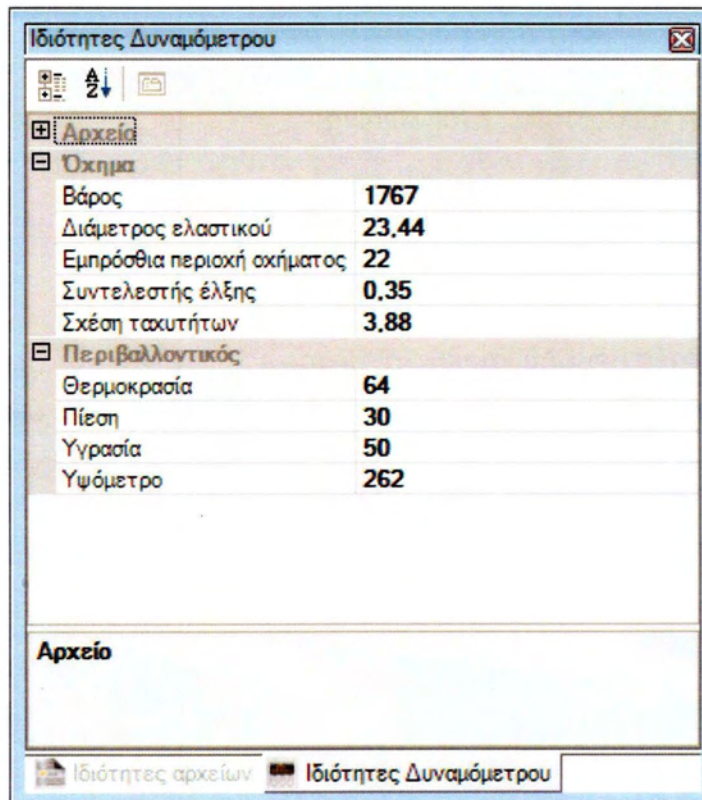 Ιδιότητες Δυναμόμετρου
Αρχείο
Όχημα
Βάρος 1767
Διάμετρος ελαστικού 23,44
Εμπρόσθια περιοχή οχήματος 22
Συντελεστής έλξης 0,35
Σχέση ταχυτήτων 3,88
Περιβαλλοντικός
Θερμοκρασία 64
Πίεση 30
Υγρασία 50
Υψόμετρο 262
Αρχείο
Ιδιότητες αρχείων Ιδιότητες Δυναμόμετρου